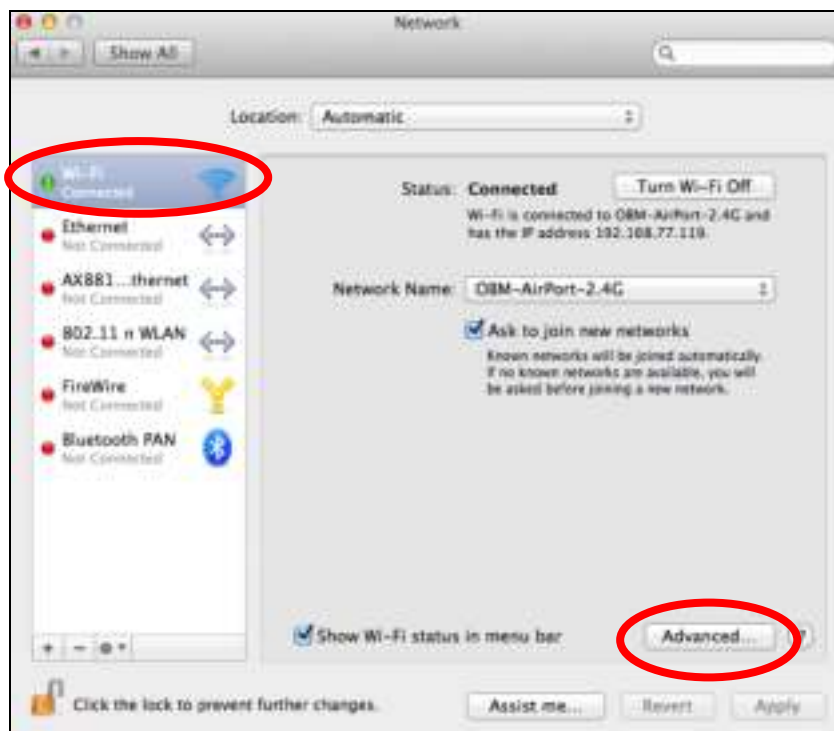 Network
Show All
Location: Automatic
Wi-Fi
Connected
Status: Connected
Turn Wi-Fi Off
Wi-Fi is connected to OBM-AirPort-2.4G and
has the IP address 192.168.77.119.
Ethernet
Not Connected
AX881...thernet
Not Connected
802.11 n WLAN
Not Connected
FireWire
Not Connected
Bluetooth PAN
Not Connected
Network Name: OBM-AirPort-2.4G
Ask to join new networks
Known networks will be joined automatically.
If no known networks are available, you will
be asked before joining a new network.
Show Wi-Fi status in menu bar
Advanced...
?
Click the lock to prevent further changes.
Assist me...
Revert
Apply